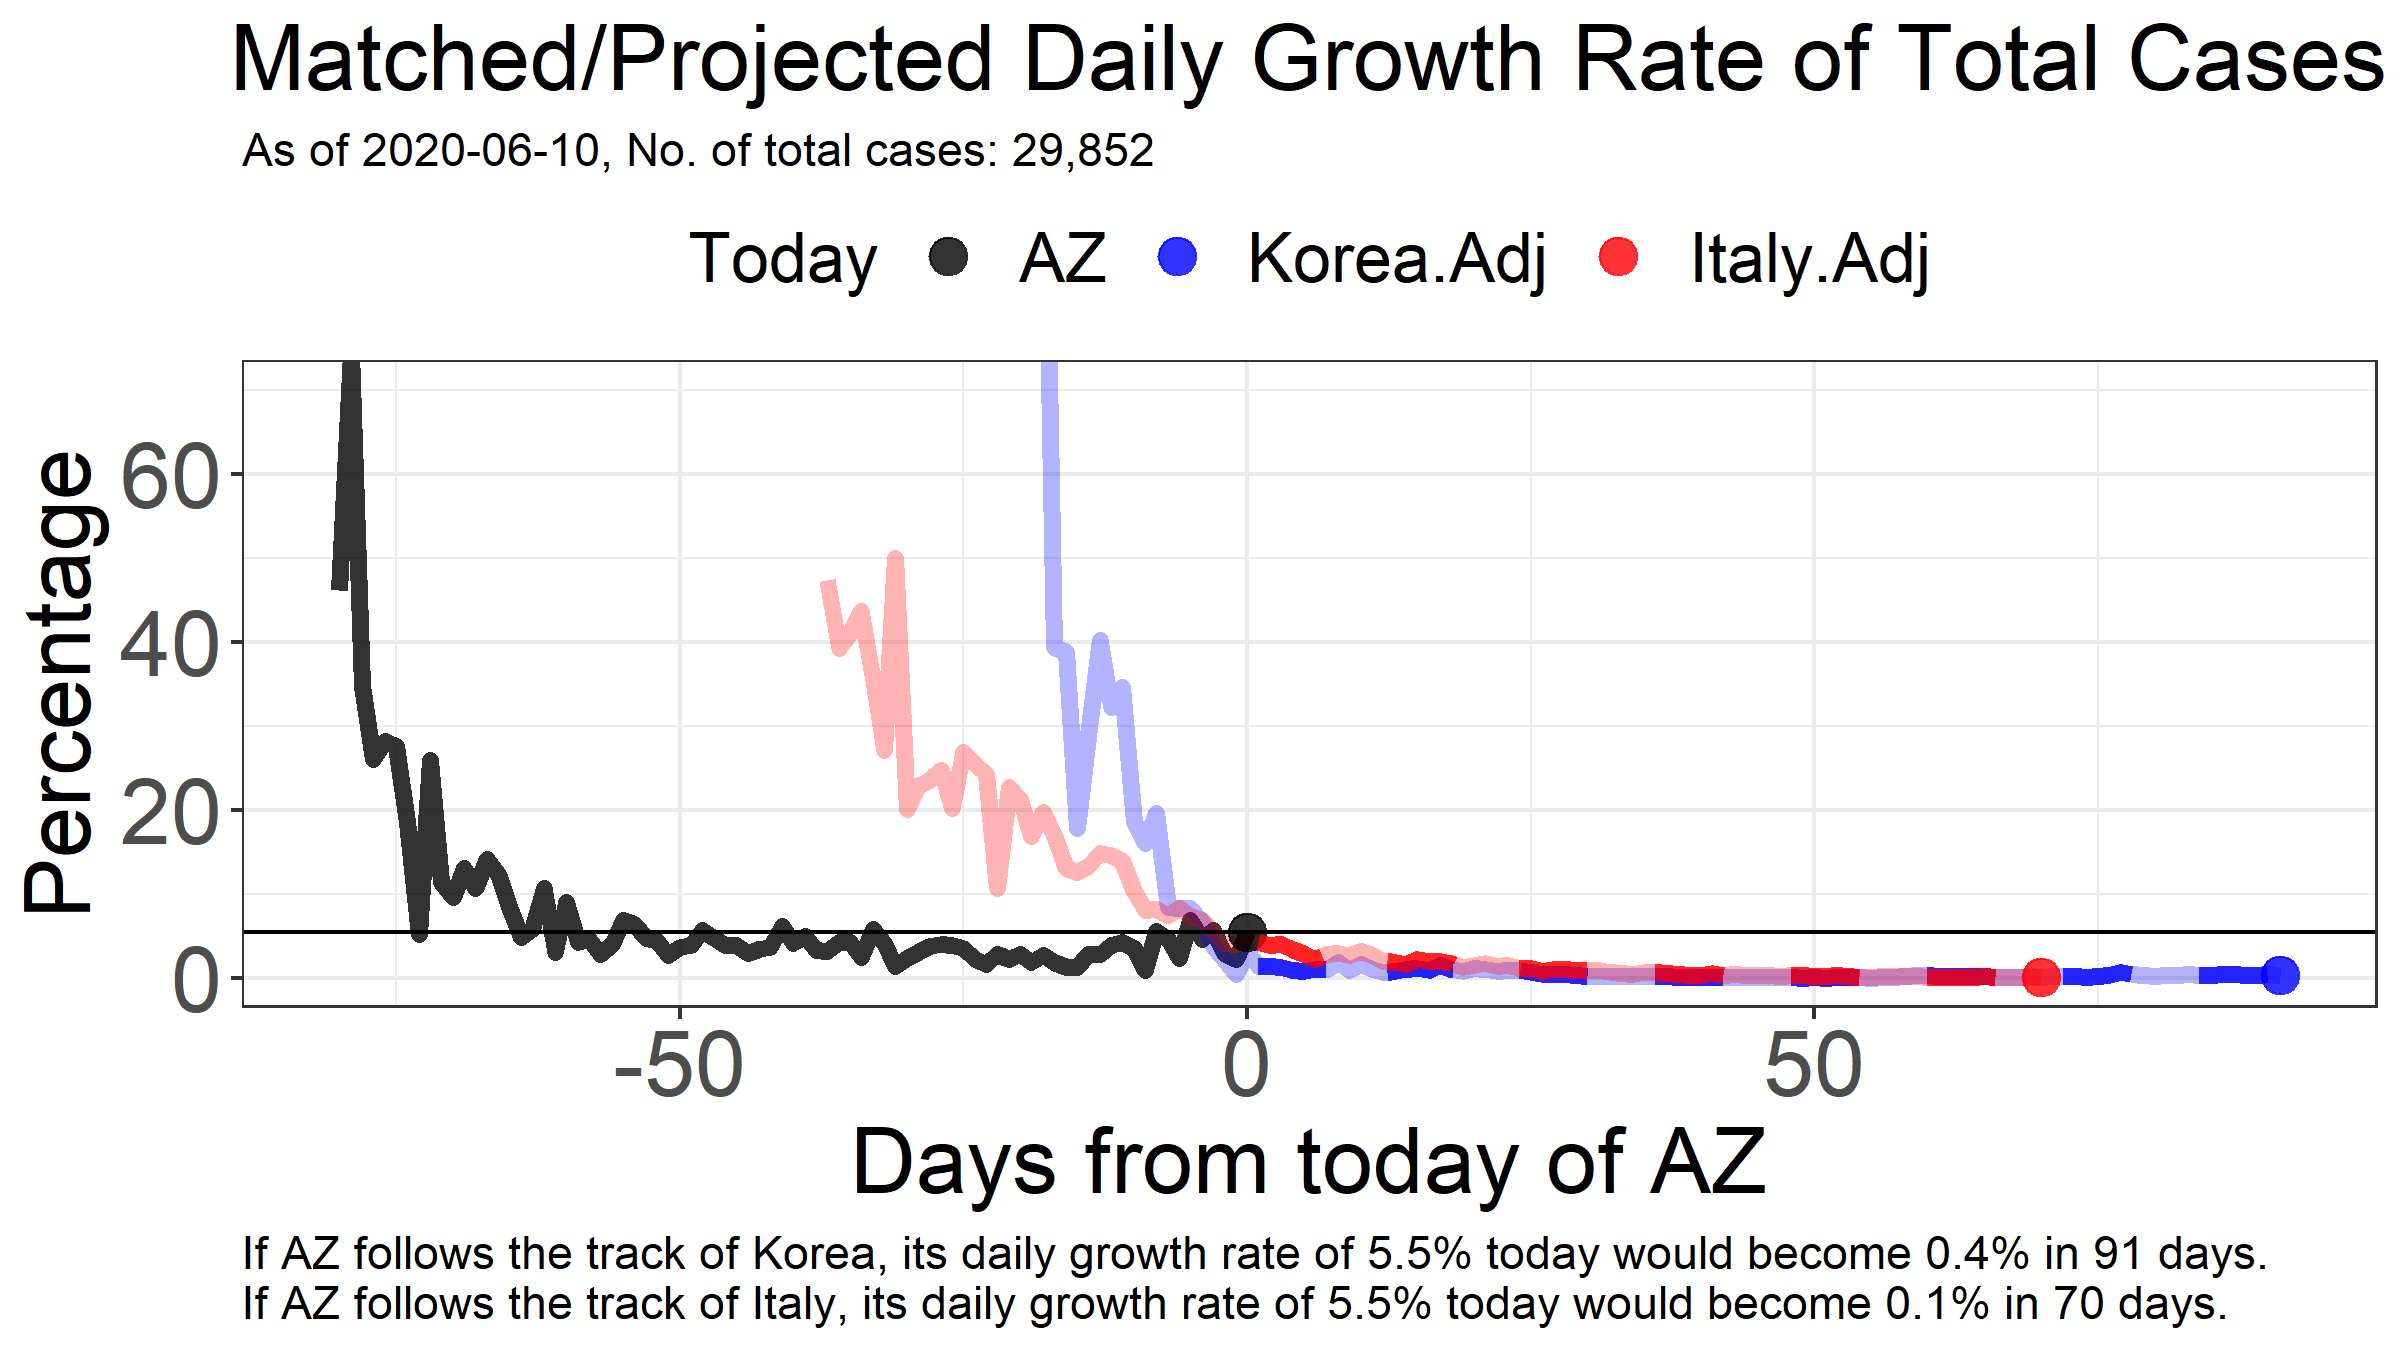 Matched/Projected Daily Growth Rate of Total Cases
As of 2020-06-10, No. of total cases: 29,852
Today AZ Korea.Adj Italy.Adj
Percentage
60
40
20
0
-50 0 50
Days from today of AZ
If AZ follows the track of Korea, its daily growth rate of 5.5% today would become 0.4% in 91 days.
If AZ follows the track of Italy, its daily growth rate of 5.5% today would become 0.1% in 70 days.